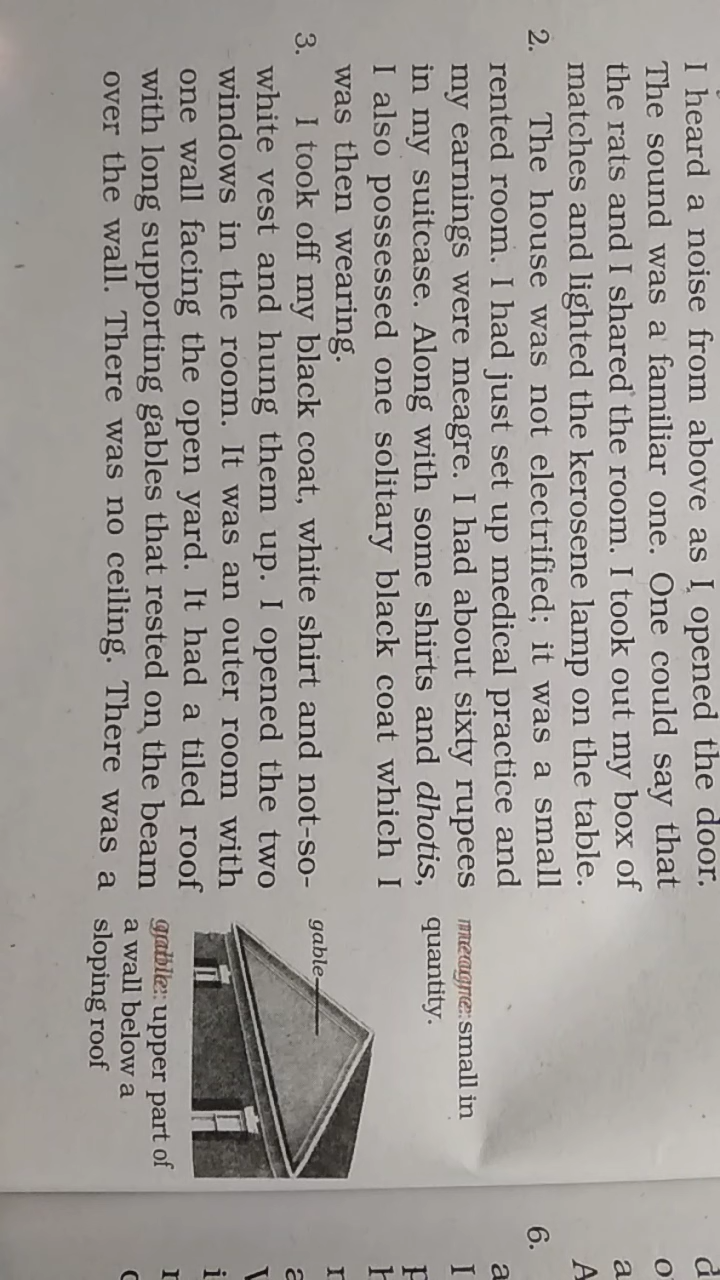 I heard a noise from above as I opened the door.
The sound was a familiar one. One could say that
the rats and I shared the room. I took out my box of
matches and lighted the kerosene lamp on the table.
2. The house was not electrified; it was a small
rented room. I had just set up medical practice and
my earnings were meagre. I had about sixty rupees
in my suitcase. Along with some shirts and dhotis,
I also possessed one solitary black coat which I
was then wearing.
3. I took off my black coat, white shirt and not-so-
white vest and hung them up. I opened the two
windows in the room. It was an outer room with
one wall facing the open yard. It had a tiled roof
with long supporting gables that rested on the beam
over the wall. There was no ceiling. There was a
meagre: small in
quantity.
gable
gable: upper part of
a wall below a
sloping roof
6.